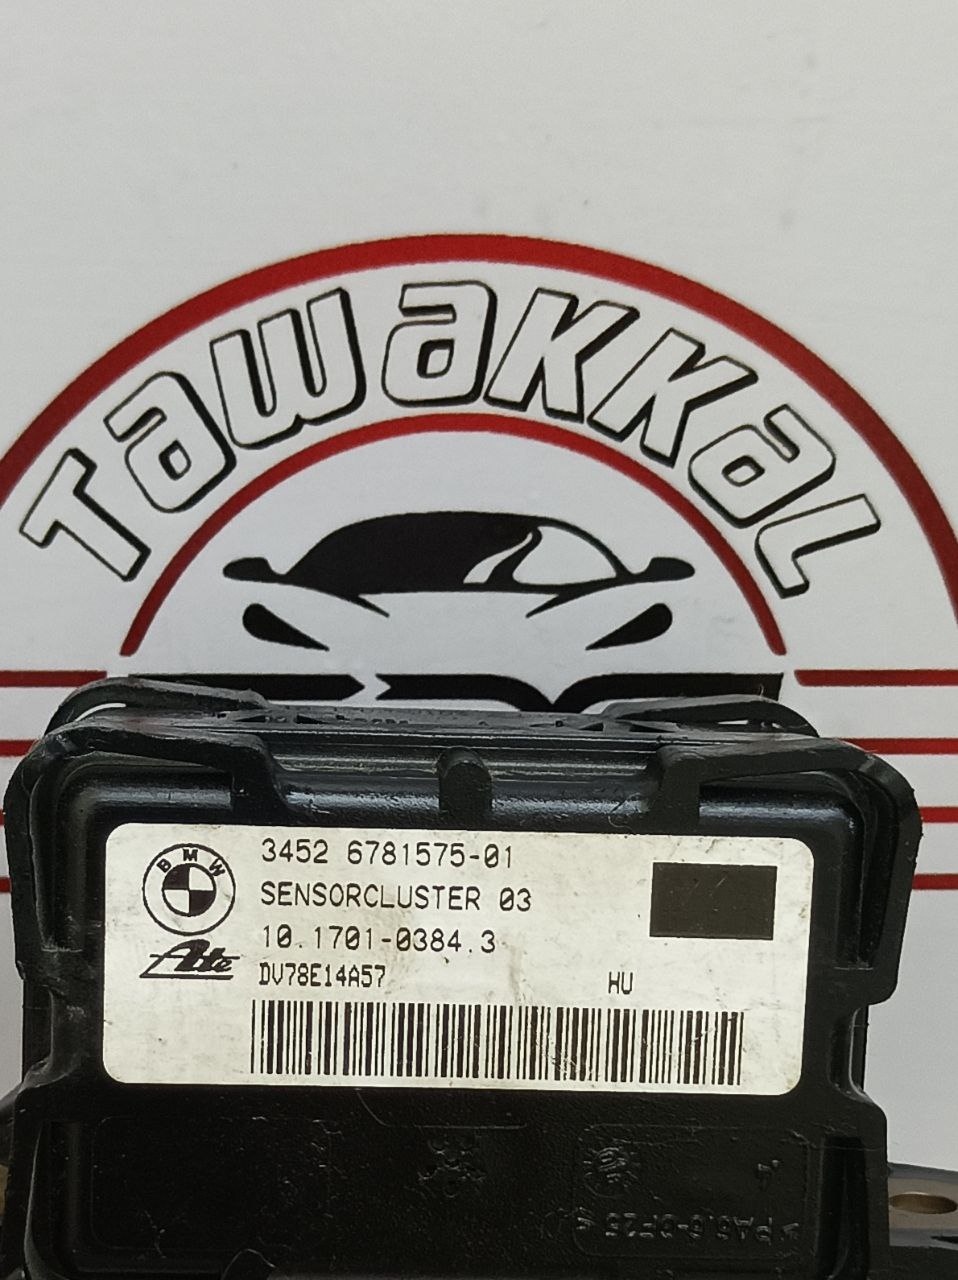 Tawakkal
3452 6781575-01
BMW
SENSORCLUSTER 03
10.1701-0384.3
Ate
DV78E14A57 HU